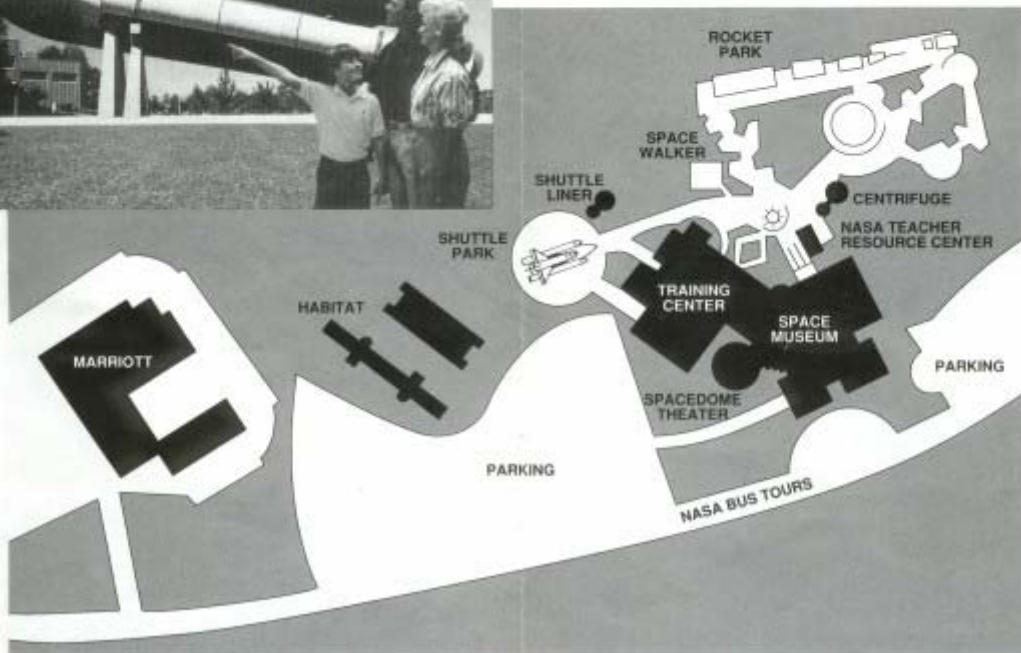 ROCKET
PARK
SPACE
WALKER
SHUTTLE
LINER
CENTRIFUGE
NASA TEACHER
RESOURCE CENTER
SHUTTLE
PARK
TRAINING
CENTER
HABITAT
SPACE
MUSEUM
MARRIOTT
PARKING
SPACEDOME
THEATER
PARKING
NASA BUS TOURS